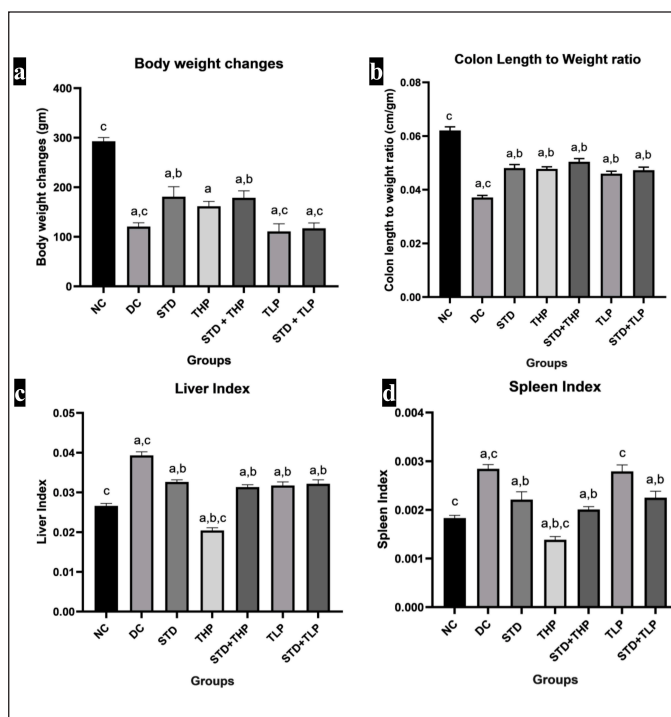 a
Body weight changes
Body weight changes (gm)
400
300
200
100
0
c
a,c
a,b
a
a,b
a,c
a,c
NC
DC
STD
THP
STD + THP
TLP
STD + TLP
Groups
b
Colon Length to Weight ratio
Colon length to weight ratio (cm/gm)
0.08
0.06
0.04
0.02
0.00
c
a,c
a,b
a,b
a,b
a,b
a,b
NC
DC
STD
THP
STD+THP
TLP
STD+TLP
Groups
c
Liver Index
Liver Index
0.05
0.04
0.03
0.02
0.01
0.00
c
a,c
a,b
a,b,c
a,b
a,b
a,b
NC
DC
STD
THP
STD+THP
TLP
STD+TLP
Groups
d
Spleen Index
Spleen Index
0.004
0.003
0.002
0.001
0.000
c
a,c
a,b
a,b,c
a,b
c
a,b
NC
DC
STD
THP
STD+THP
TLP
STD+TLP
Groups